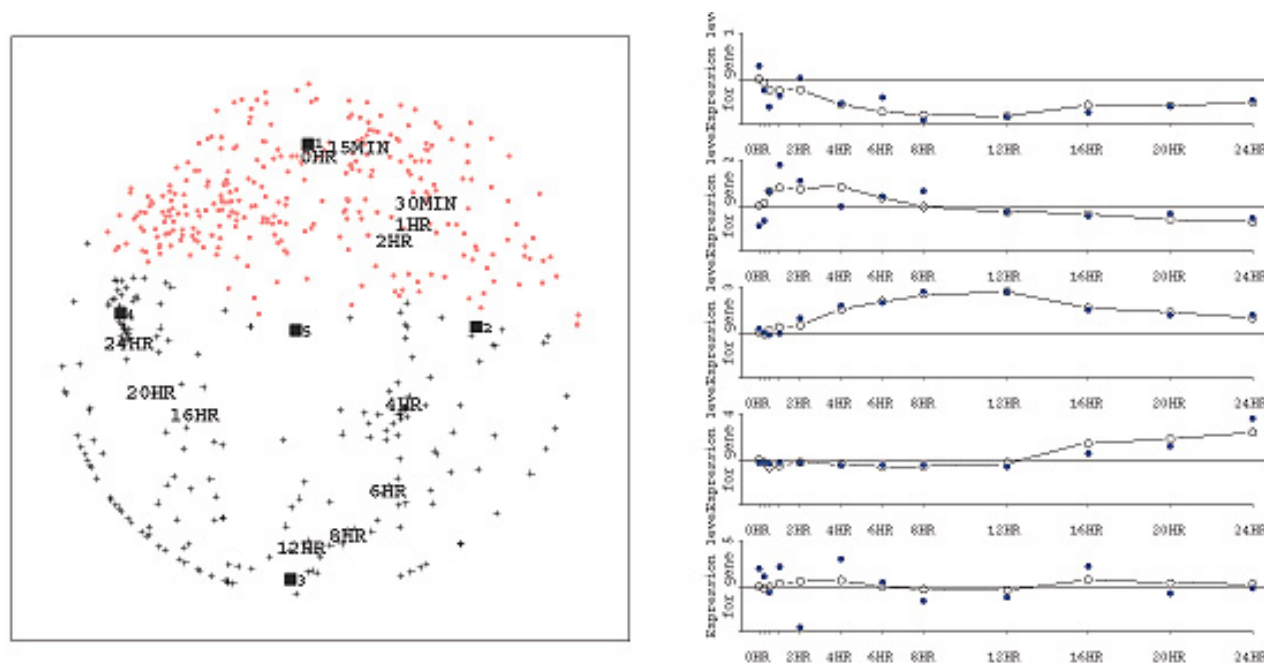 1
15MIN
0HR
30MIN
1HR
2HR
4
5
2
24HR
20HR
16HR
4HR
6HR
8HR
12HR
3
Expression level
for gene 1
0HR 2HR 4HR 6HR 8HR 12HR 16HR 20HR 24HR
Expression level
for gene 2
0HR 2HR 4HR 6HR 8HR 12HR 16HR 20HR 24HR
Expression level
for gene 3
0HR 2HR 4HR 6HR 8HR 12HR 16HR 20HR 24HR
Expression level
for gene 4
0HR 2HR 4HR 6HR 8HR 12HR 16HR 20HR 24HR
Expression level
for gene 5
0HR 2HR 4HR 6HR 8HR 12HR 16HR 20HR 24HR